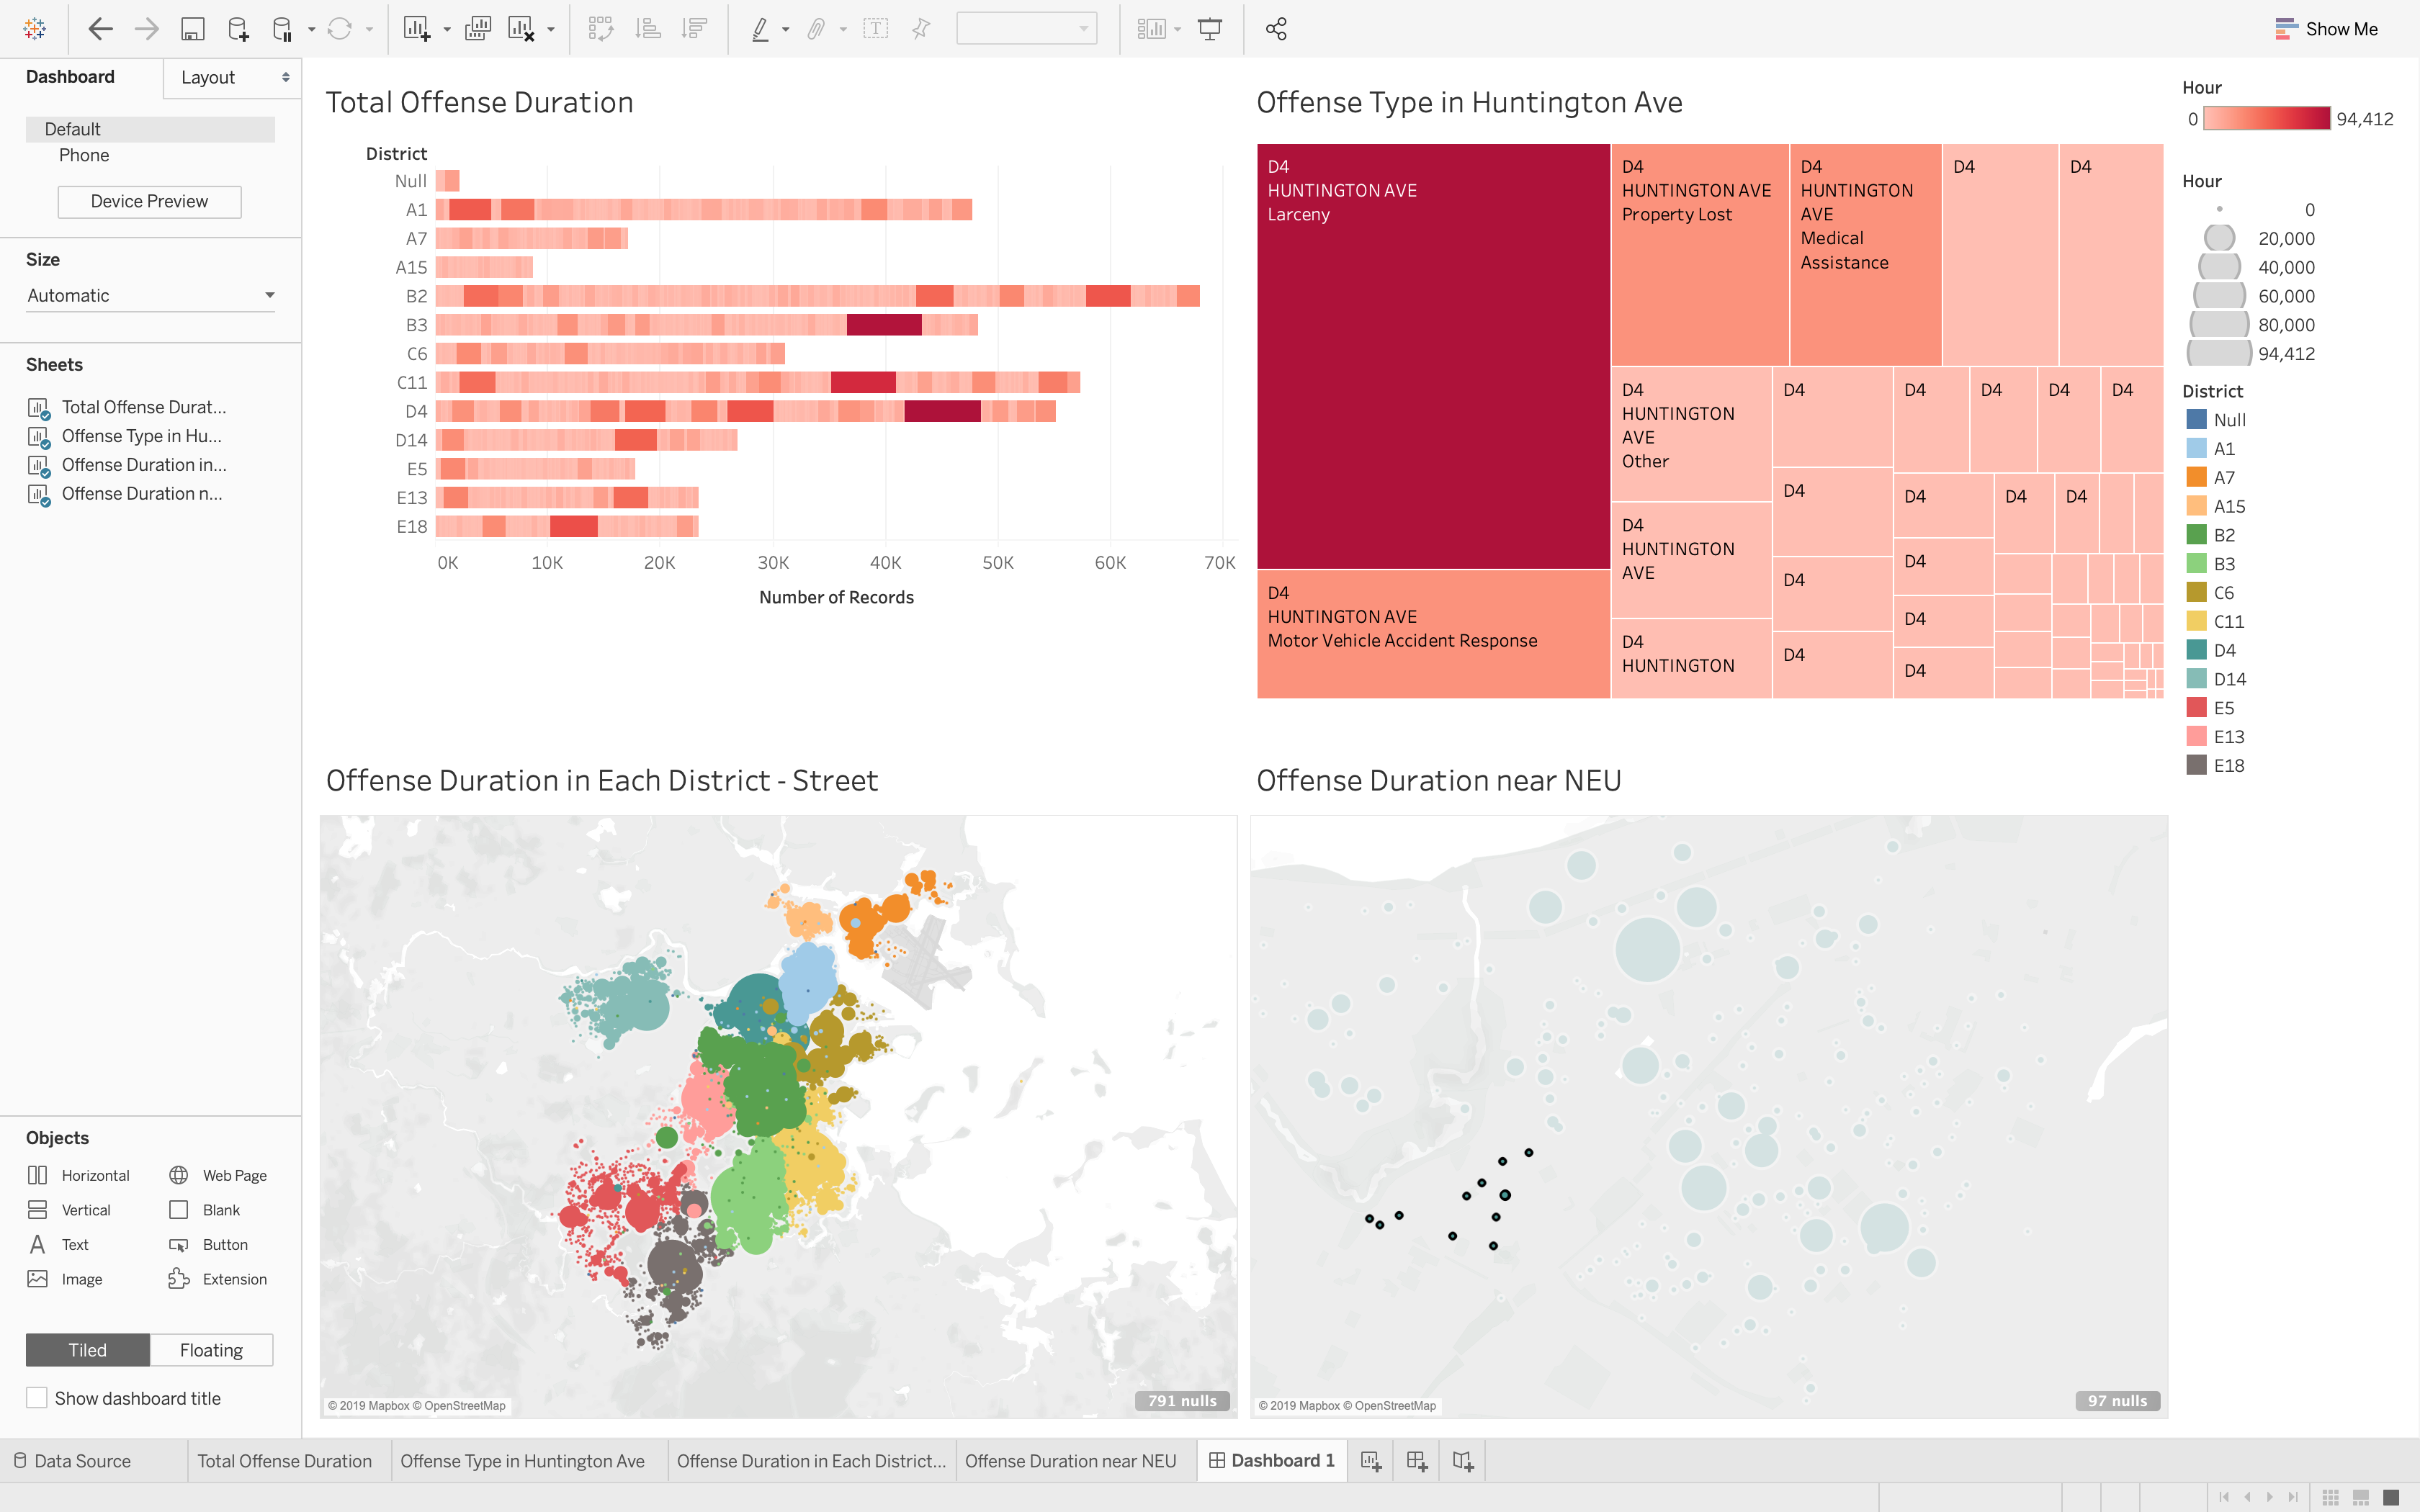 Show Me
Dashboard
Layout
Default
Phone
Device Preview
Size
Automatic
Sheets
Total Offense Durat...
Offense Type in Hu...
Offense Duration in...
Offense Duration n...
Objects
Horizontal
Web Page
Vertical
Blank
A Text
Button
Image
Extension
Tiled
Floating
Show dashboard title
Total Offense Duration
District
Null
A1
A7
A15
B2
B3
C6
C11
D4
D14
E5
E13
E18
0K 10K 20K 30K 40K 50K 60K 70K
Number of Records
Offense Type in Huntington Ave
D4
HUNTINGTON AVE
Larceny
D4
HUNTINGTON AVE
Property Lost
D4
HUNTINGTON
AVE
Medical
Assistance
D4
D4
D4
HUNTINGTON AVE
Motor Vehicle Accident Response
D4
HUNTINGTON
AVE
Other
D4
HUNTINGTON
AVE
D4
HUNTINGTON
D4
D4
D4
D4
D4
D4
D4
D4
D4
D4
D4
D4
D4
D4
Hour
0 94,412
Hour
0
20,000
40,000
60,000
80,000
94,412
District
Null
A1
A7
A15
B2
B3
C6
C11
D4
D14
E5
E13
E18
Offense Duration in Each District - Street
© 2019 Mapbox © OpenStreetMap
791 nulls
Offense Duration near NEU
© 2019 Mapbox © OpenStreetMap
97 nulls
Data Source
Total Offense Duration
Offense Type in Huntington Ave
Offense Duration in Each District...
Offense Duration near NEU
Dashboard 1